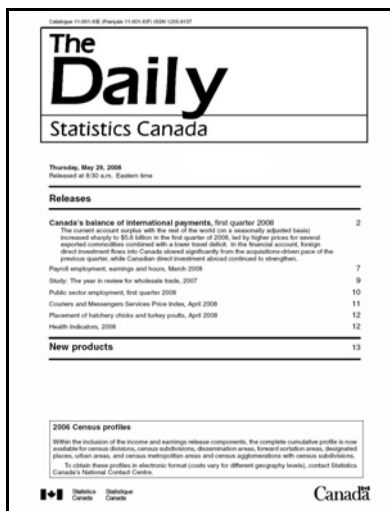 Catalogue 11-001-XIE (Français 11-001-XIF) ISSN 1205-9137
The
Daily
Statistics Canada
Thursday, May 29, 2008
Released at 8:30 a.m. Eastern time
Releases
Canada's balance of international payments, first quarter 2008 2
The current account surplus with the rest of the world (on a seasonally adjusted basis)
increased sharply to $5.6 billion in the first quarter of 2008, led by higher prices for several
exported commodities combined with a lower travel deficit. In the financial account, foreign
direct investment flows into Canada slowed significantly from the acquisitions-driven pace of the
previous quarter, while Canadian direct investment abroad continued to strengthen.
Payroll employment, earnings and hours, March 2008 7
Study: The year in review for wholesale trade, 2007 9
Public sector employment, first quarter 2008 10
Couriers and Messengers Services Price Index, April 2008 11
Placement of hatchery chicks and turkey poults, April 2008 12
Health Indicators, 2008 12
New products 13
2006 Census profiles
Within the inclusion of the income and earnings release components, the complete cumulative profile is now
available for census divisions, census subdivisions, dissemination areas, forward sortation areas, designated
places, urban areas, and census metropolitan areas and census agglomerations with census subdivisions.
To obtain these profiles in electronic format (costs vary for different geography levels), contact Statistics
Canada's National Contact Centre.
Statistics Statistique
Canada Canada
Canada